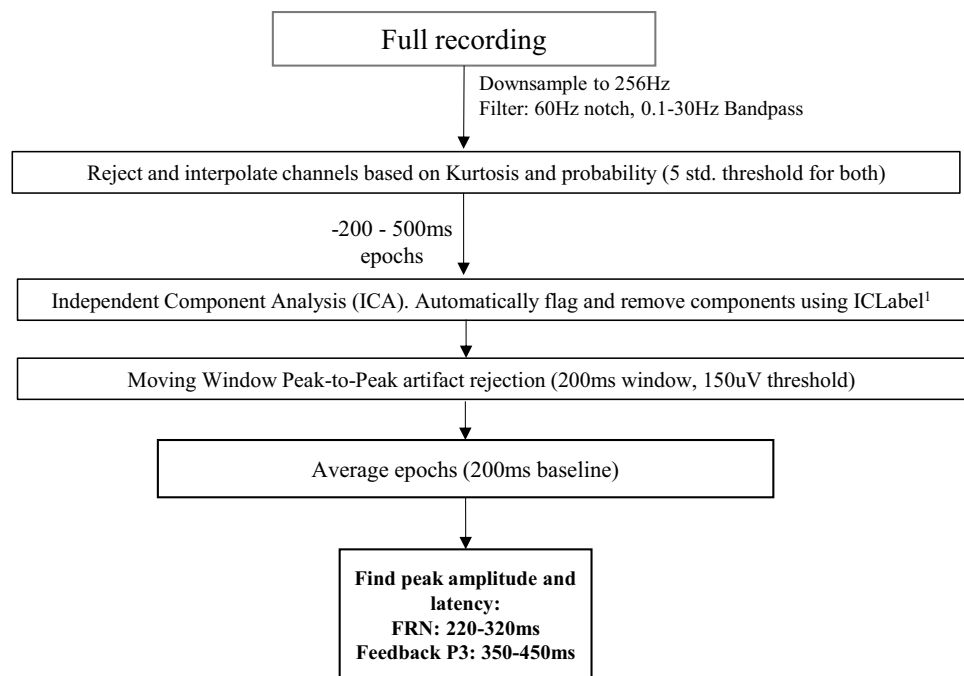 Full recording
Downsample to 256Hz
Filter: 60Hz notch, 0.1-30Hz Bandpass
Reject and interpolate channels based on Kurtosis and probability (5 std. threshold for both)
-200 - 500ms
epochs
Independent Component Analysis (ICA). Automatically flag and remove components using ICLabel¹
Moving Window Peak-to-Peak artifact rejection (200ms window, 150uV threshold)
Average epochs (200ms baseline)
Find peak amplitude and
latency:
FRN: 220-320ms
Feedback P3: 350-450ms